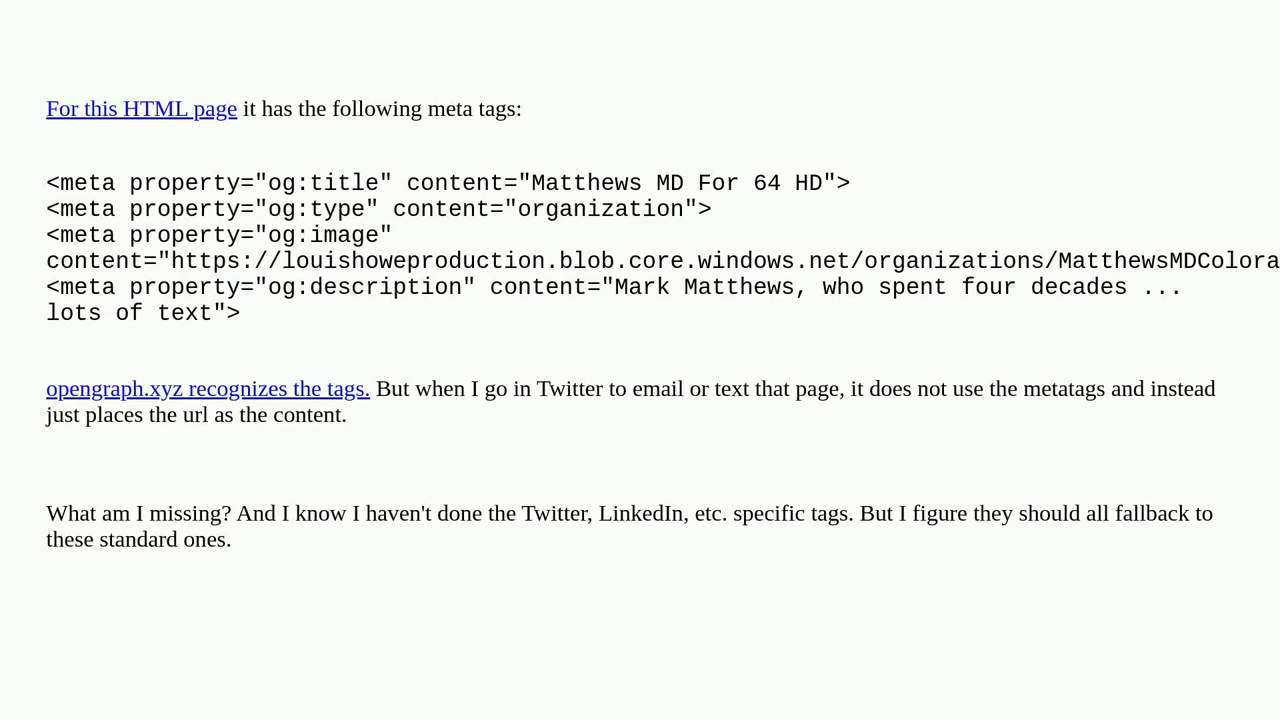 For this HTML page it has the following meta tags:
<meta property="og:title" content="Matthews MD For 64 HD">
<meta property="og:type" content="organization">
<meta property="og:image"
content="https://louishoweproduction.blob.core.windows.net/organizations/MatthewsMDColora
<meta property="og:description" content="Mark Matthews, who spent four decades ...
lots of text">
opengraph.xyz recognizes the tags. But when I go in Twitter to email or text that page, it does not use the metatags and instead
just places the url as the content.
What am I missing? And I know I haven't done the Twitter, LinkedIn, etc. specific tags. But I figure they should all fallback to
these standard ones.